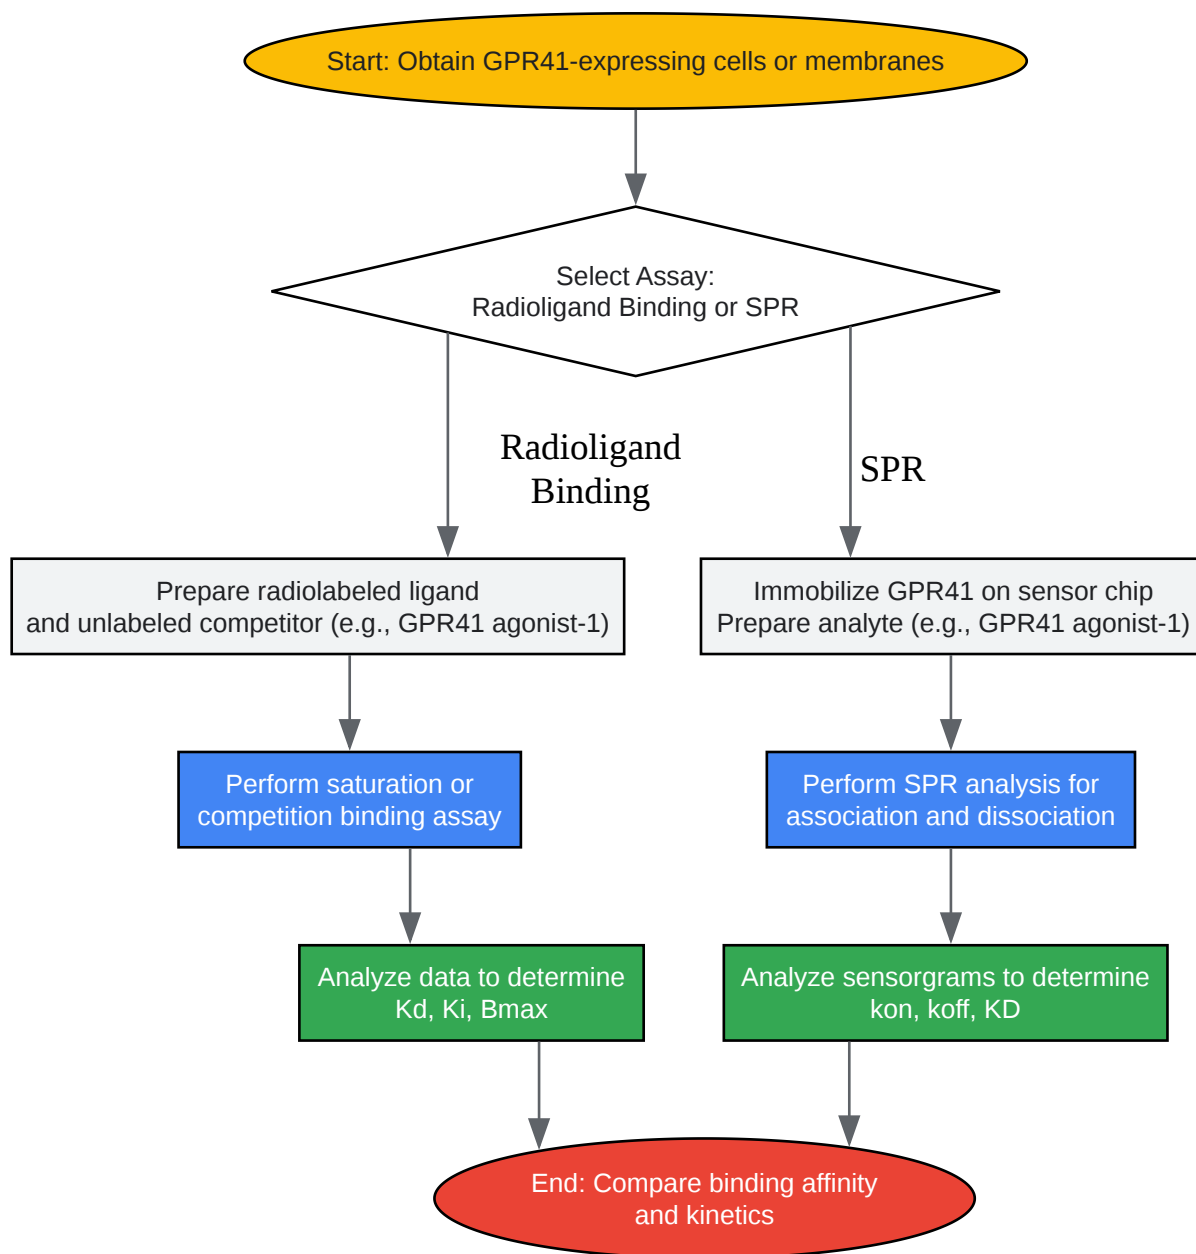 Start: Obtain GPR41-expressing cells or membranes
Select Assay:
Radioligand Binding or SPR
Radioligand
Binding
SPR
Prepare radiolabeled ligand
and unlabeled competitor (e.g., GPR41 agonist-1)
Immobilize GPR41 on sensor chip
Prepare analyte (e.g., GPR41 agonist-1)
Perform saturation or
competition binding assay
Perform SPR analysis for
association and dissociation
Analyze data to determine
Kd, Ki, Bmax
Analyze sensorgrams to determine
kon, koff, KD
End: Compare binding affinity
and kinetics